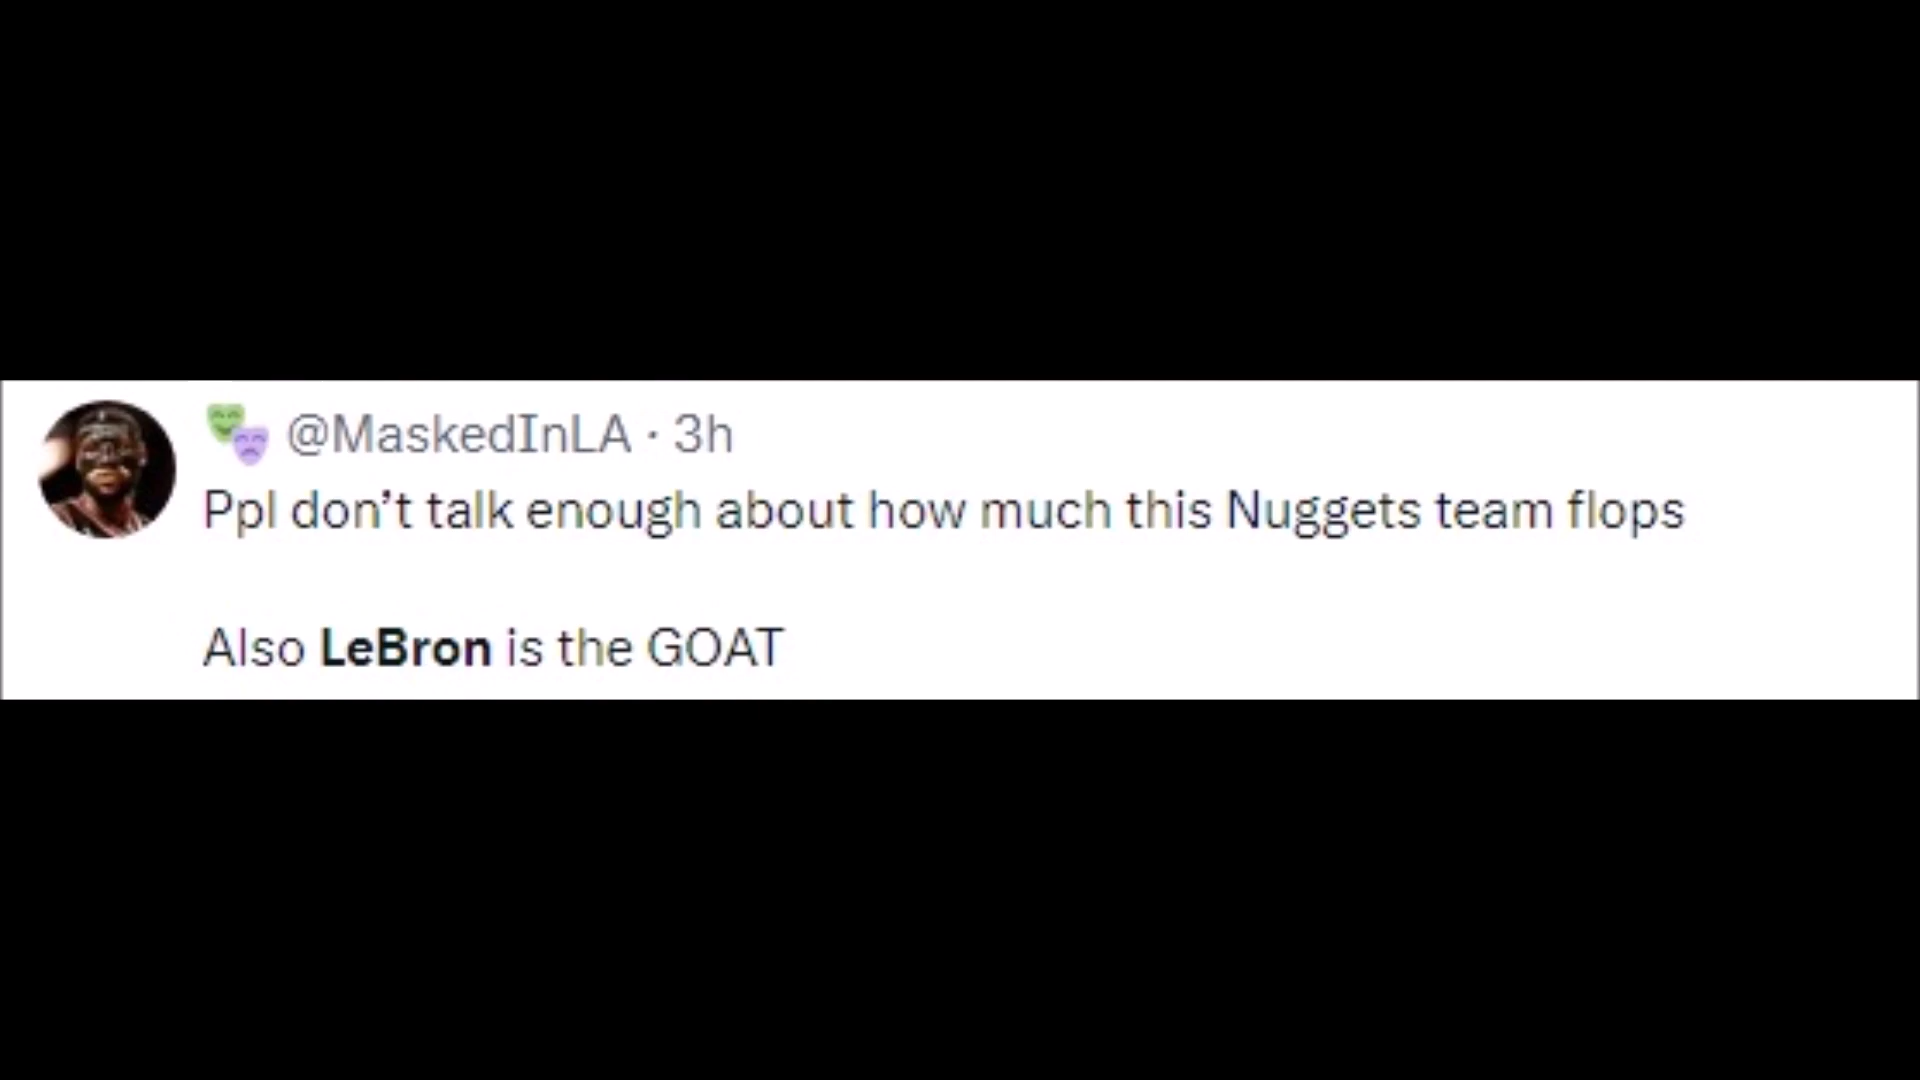 @MaskedInLA · 3h
Ppl don’t talk enough about how much this Nuggets team flops
Also LeBron is the GOAT